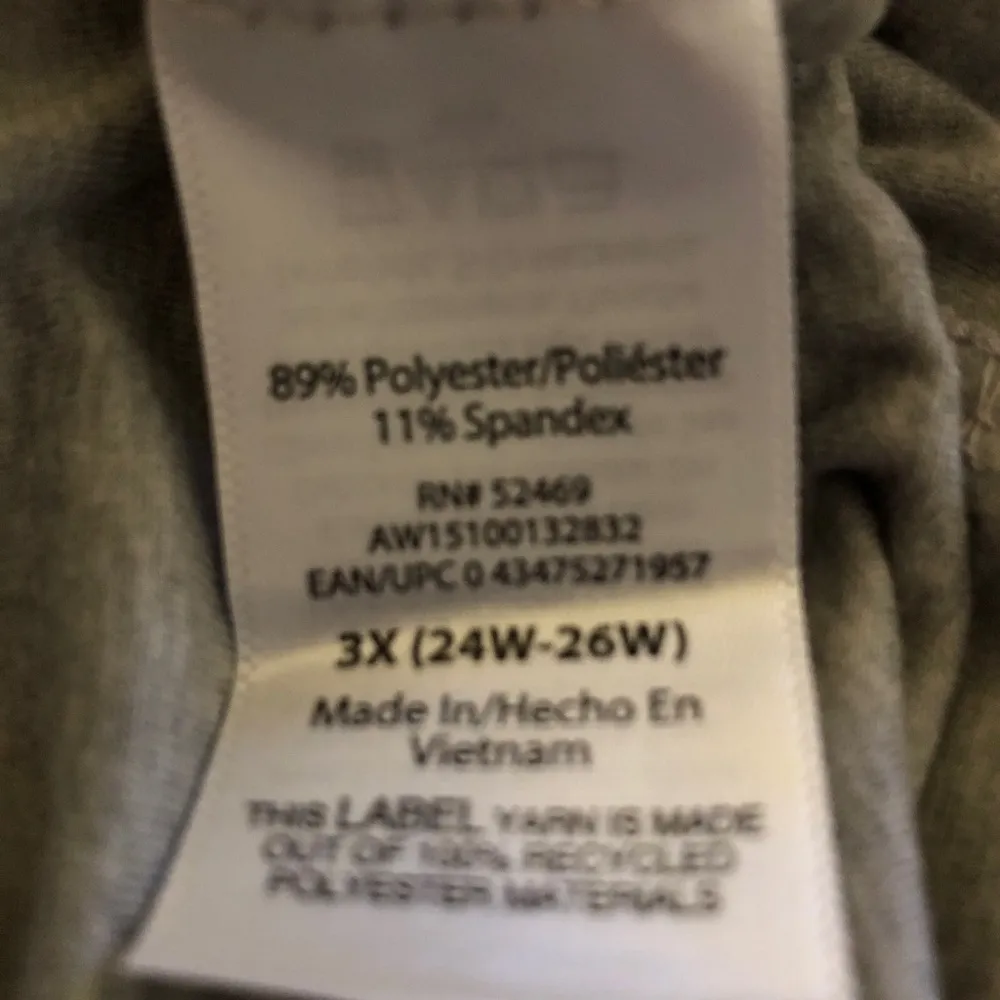 89% Polyester/Poliéster
11% Spandex
RN# 52469
AW15100132832
EAN/UPC 0 43475271957
3X (24W-26W)
Made In/Hecho En
Vietnam
THIS LABEL YARN IS MADE
OUT OF 100% RECYCLED
POLYESTER MATERIALS